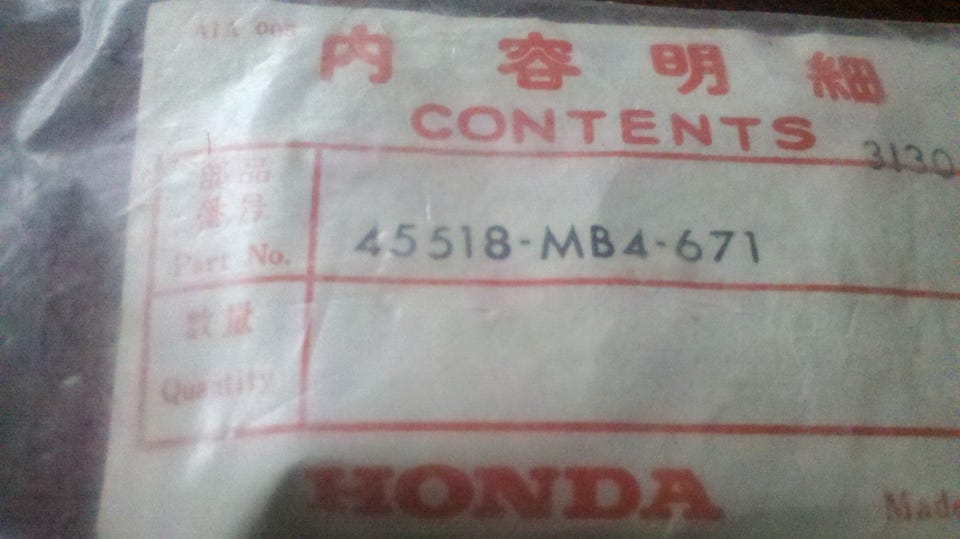 内容明細
CONTENTS
3130
部品
番号
Part No.
45518-MB4-671
数量
Quantity
HONDA
Made